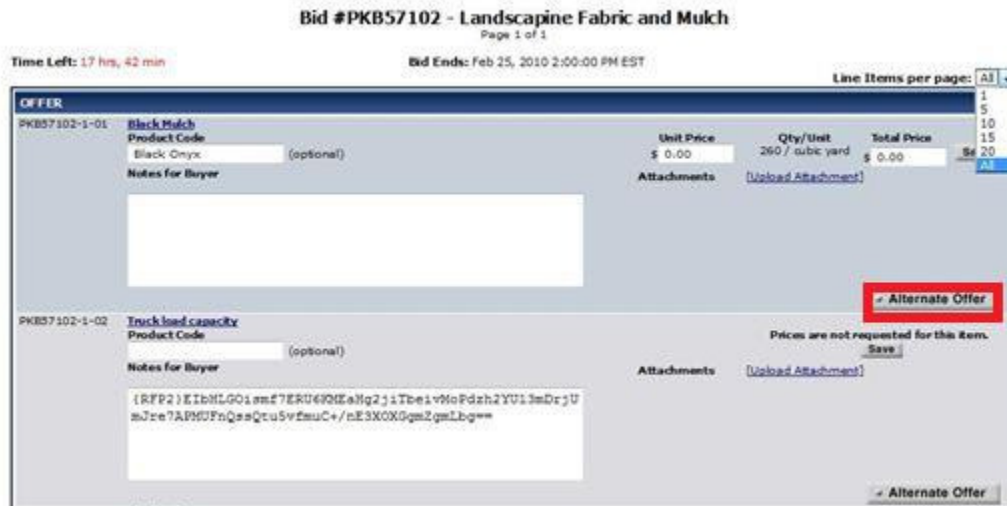 Bid #PKB57102 - Landscapine Fabric and Mulch
Page 1 of 1
Time Left: 17 hrs, 42 min
Bid Ends: Feb 25, 2010 2:00:00 PM EST
Line Items per page: All
1
5
10
15
20
All
OFFER
PKB57102-1-01 Black Mulch
Product Code Unit Price Qty/Unit Total Price
Black Onyx (optional) $ 0.00 260 / cubic yard $ 0.00
Notes for Buyer Attachments [Upload Attachment]
Alternate Offer
PKB57102-1-02 Truck load capacity
Product Code Prices are not requested for this item.
(optional) Save
Notes for Buyer Attachments [Upload Attachment]
Alternate Offer